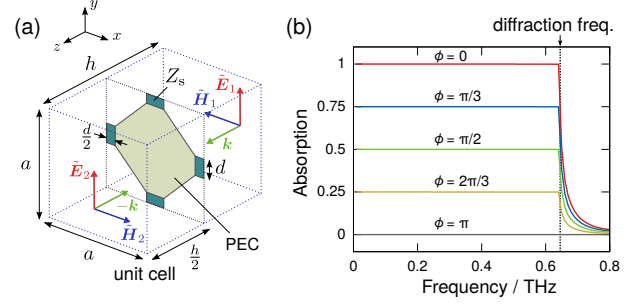 (a)
y
x
z
h
Z_s
Ẽ_1
H̃_1
k
d/2
a
d
Ẽ_2
-k
H̃_2
PEC
a
unit cell
h/2
(b)
diffraction freq.
Absorption
1
0.75
0.5
0.25
0
ϕ = 0
ϕ = π/3
ϕ = π/2
ϕ = 2π/3
ϕ = π
0
0.2
0.4
0.6
0.8
Frequency / THz